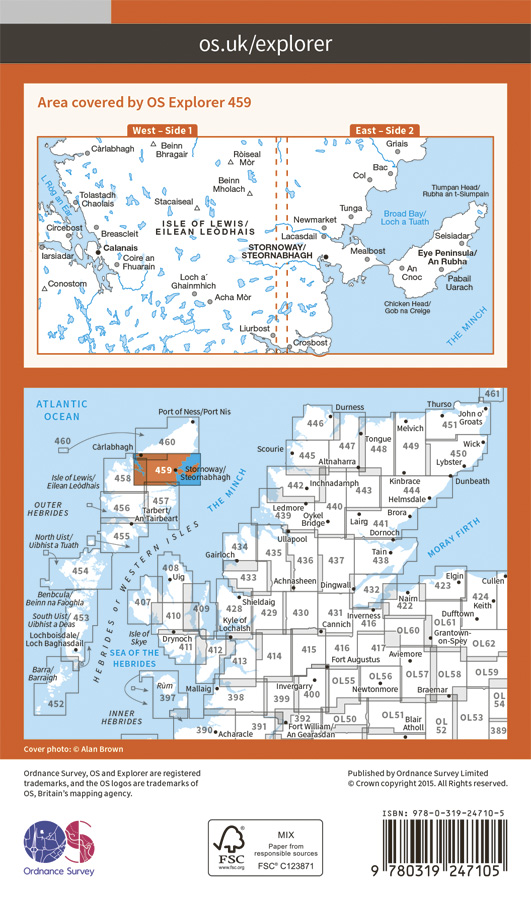 os.uk/explorer
Area covered by OS Explorer 459
West – Side 1
East – Side 2
Càrlabhagh
Beinn
Bhragair
Ròiseal
Mòr
Griais
Bac
Col
Beinn
Mholach
Tiumpan Head/
Rubha an t-Siumpain
L. Ròg an Ear
Tolastadh
Chaolais
Stacaiseal
Tunga
Broad Bay/
Loch a Tuath
Circebost
Breascleit
ISLE OF LEWIS/
EILEAN LEÒDHAIS
Newmarket
Lacasdail
Seisiadar
Calanais
STORNOWAY/
STEORNABHAGH
Mealbost
Eye Peninsula/
An Rubha
Iarsiadar
Coire an
Fhuarain
An
Cnoc
Pabail
Uarach
Conostom
Loch a'
Ghainmhich
Acha Mòr
Chicken Head/
Gob na Creige
THE MINCH
Liurbost
Crosbost
ATLANTIC
OCEAN
461
Port of Ness/Port Nis
Durness
Thurso
John o'
Groats
446
451
460
460
Càrlabhagh
Tongue
Melvich
Wick
447
448
449
450
Scourie
445
Altnaharra
Lybster
459
458
Stornoway/
Steornabhagh
Isle of Lewis/
Eilean Leòdhais
THE MINCH
442
Inchnadamph
443
Kinbrace
444
Dunbeath
Helmsdale
457
456
Tarbert/
An Tairbeart
OUTER
HEBRIDES
Ledmore
439
Oykel
Bridge
440
Lairg
441
Brora
Dornoch
455
North Uist/
Uibhist a Tuath
HEBRIDES OR WESTERN ISLES
Ullapool
434
435
436
437
Tain
438
MORAY FIRTH
Gairloch
454
408
Uig
433
Achnasheen
Dingwall
432
Nairn
Elgin
423
Cullen
424
Keith
Benbecula/
Beinn na Faoghla
407
409
428
Shieldaig
429
430
431
Inverness
422
Dufftown
South Uist/
Uibhist a Deas
453
410
Kyle of
Lochalsh
Cannich
416
OL60
OL61
Grantown-
on-Spey
OL62
Lochboisdale/
Loch Baghasdail
Isle of
Skye
Drynoch
411
412
413
414
415
416
417
Aviemore
SEA OF THE
HEBRIDES
Fort Augustus
Barra/
Barraigh
Rùm
397
Mallaig
398
Invergarry
399
400
OL55
OL56
Newtonmore
OL57
OL58
Braemar
OL59
452
INNER
HEBRIDES
390
Acharacle
391
392
Fort William/
An Gearasdan
OL50
OL51
Blair
Atholl
OL
52
OL53
OL
54
389
Cover photo: © Alan Brown
Ordnance Survey, OS and Explorer are registered
trademarks, and the OS logos are trademarks of
OS, Britain's mapping agency.
Published by Ordnance Survey Limited
© Crown copyright 2015. All Rights reserved.
OS
Ordnance Survey
FSC
www.fsc.org
MIX
Paper from
responsible sources
FSC® C123871
ISBN: 978-0-319-24710-5
9 780319 247105